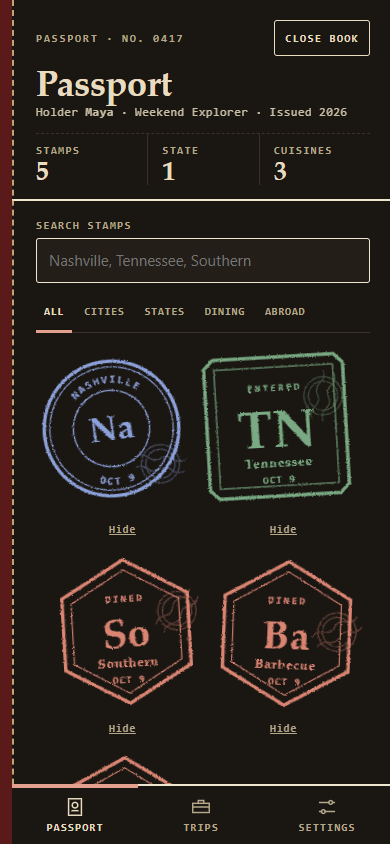 PASSPORT · NO. 0417
CLOSE BOOK
Passport
Holder Maya · Weekend Explorer · Issued 2026
STAMPS
STATE
CUISINES
5
1
3
SEARCH STAMPS
Nashville, Tennessee, Southern
ALL
CITIES
STATES
DINING
ABROAD
NASHVILLE
Na
OCT 9
ENTERED
TN
Tennessee
OCT 9
Hide
Hide
DINED
So
Southern
OCT 9
DINED
Ba
Barbecue
OCT 9
Hide
Hide
PASSPORT
TRIPS
SETTINGS